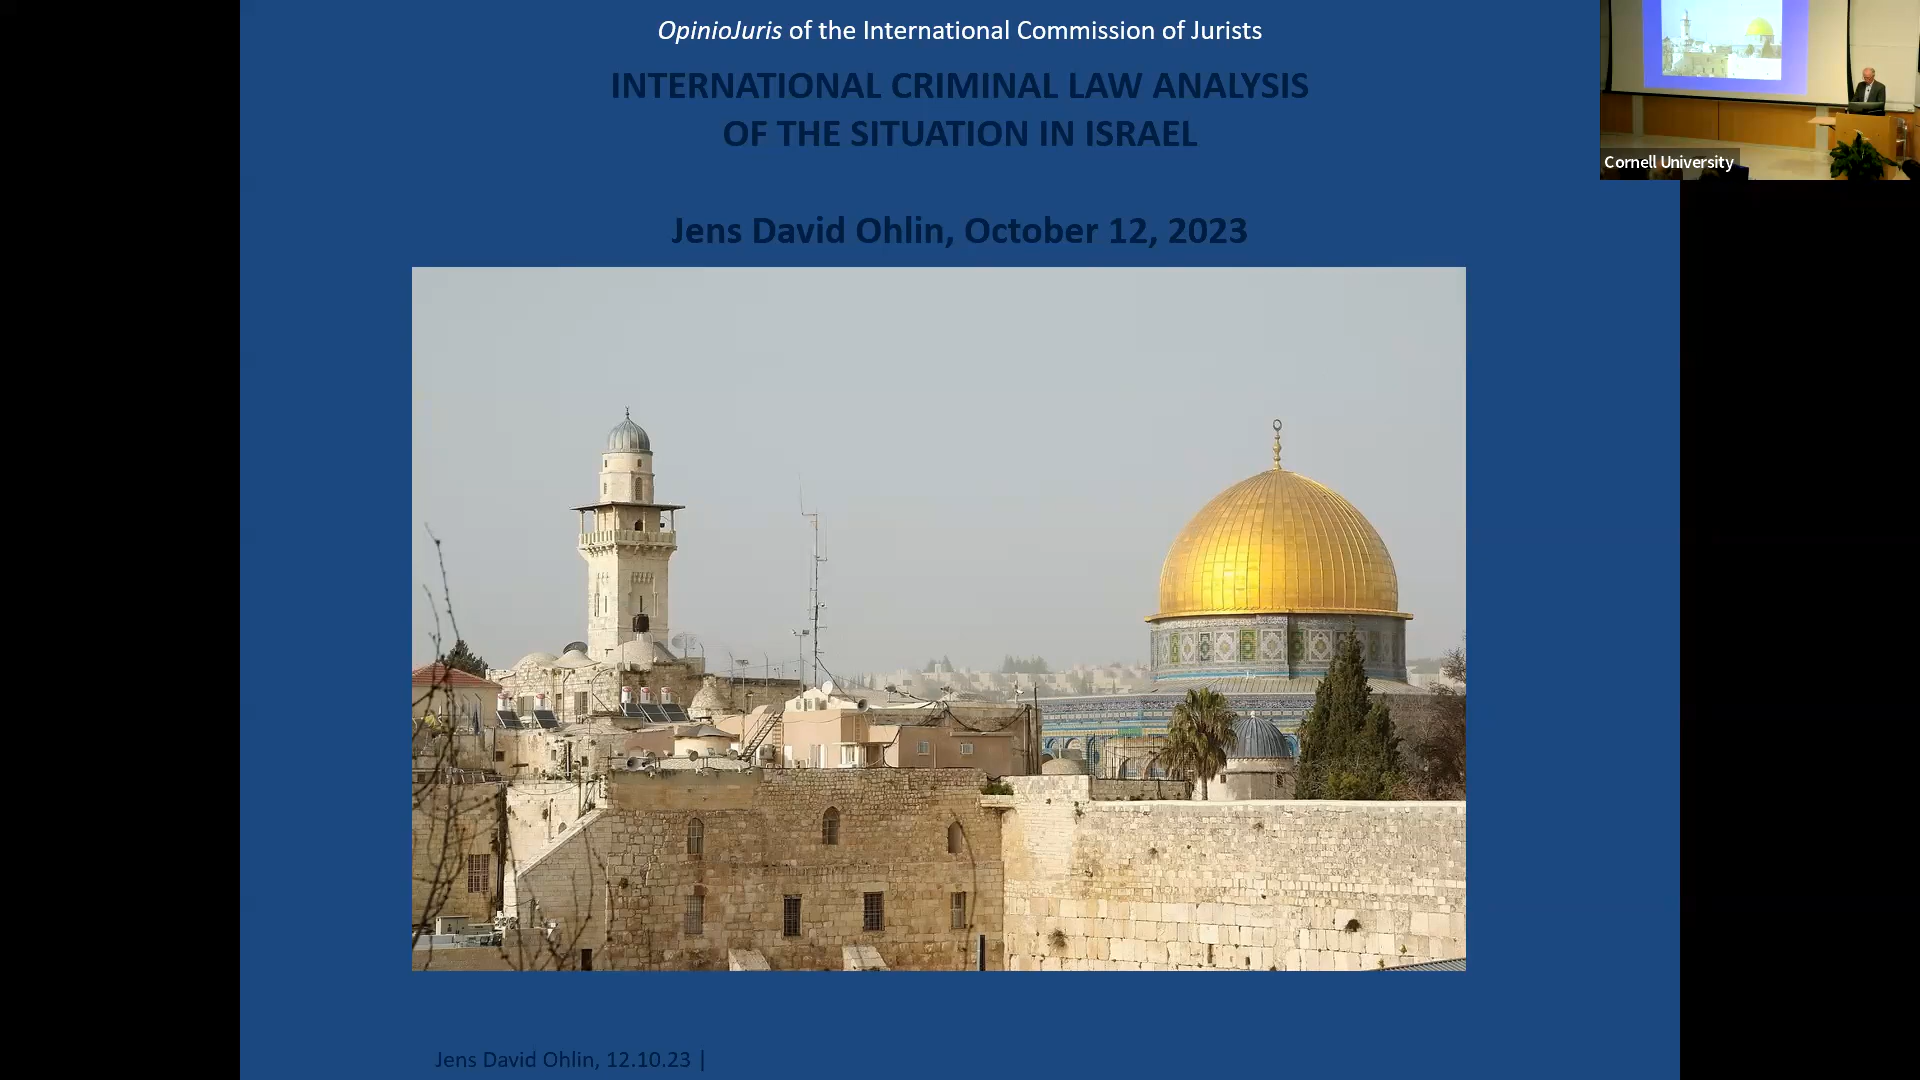 OpinioJuris of the International Commission of Jurists
INTERNATIONAL CRIMINAL LAW ANALYSIS
OF THE SITUATION IN ISRAEL
Jens David Ohlin, October 12, 2023
Cornell University
Jens David Ohlin, 12.10.23 |